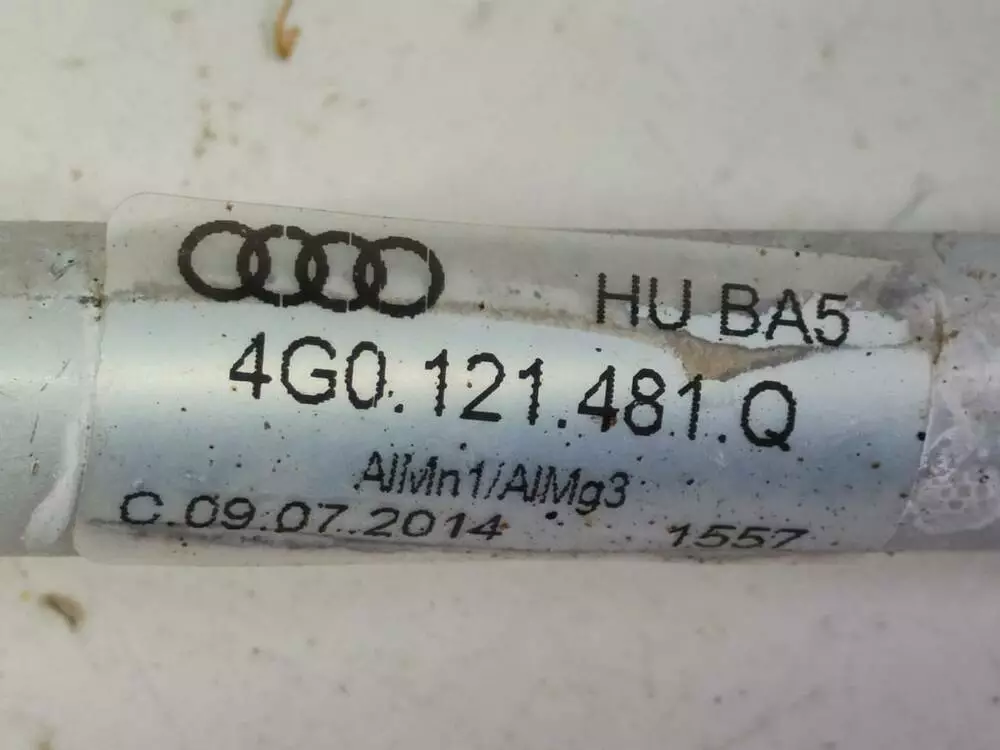 HU BA5
4G0.121.481.Q
AlMn1/AlMg3
C.09.07.2014 1557